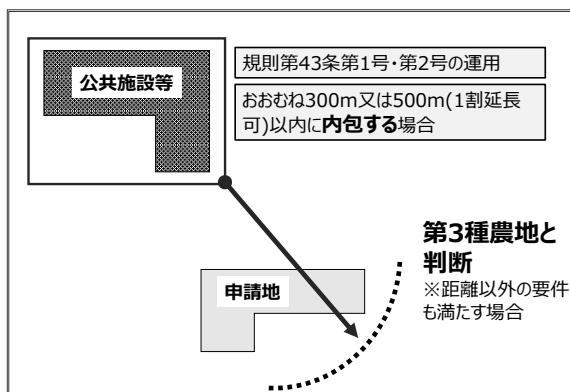 公共施設等
規則第43条第1号・第2号の運用
おおむね300m又は500m(1割延長
可)以内に内包する場合
第3種農地と
判断
※距離以外の要件
も満たす場合
申請地